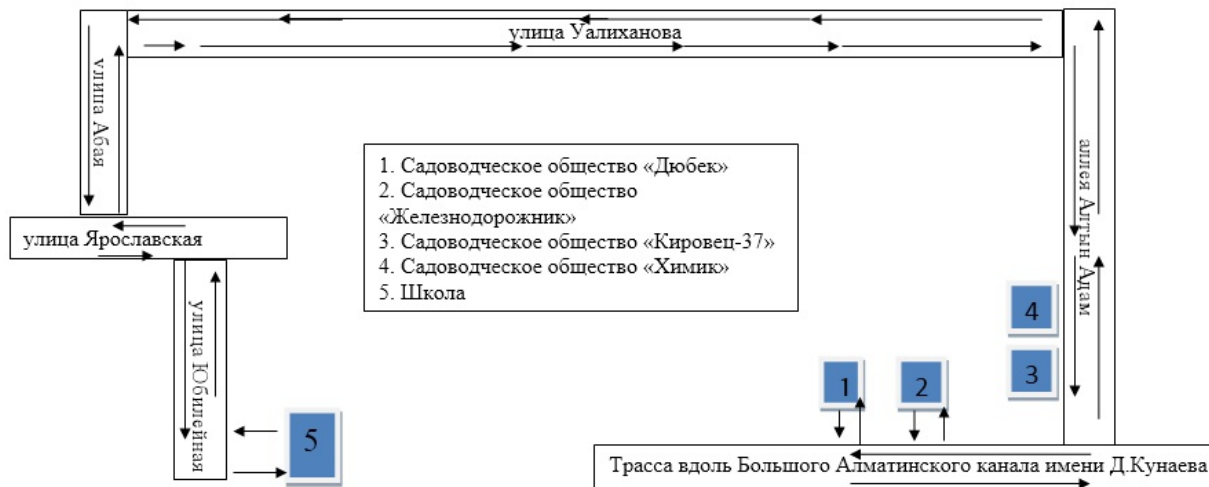 улица Уалиханова
улица Абая
1. Садоводческое общество «Дюбек»
2. Садоводческое общество
«Железнодорожник»
3. Садоводческое общество «Кировец-37»
4. Садоводческое общество «Химик»
5. Школа
аллея Алтын Адам
улица Ярославская
улица Юбилейная
4
3
1
2
5
Трасса вдоль Большого Алматинского канала имени Д.Кунаева